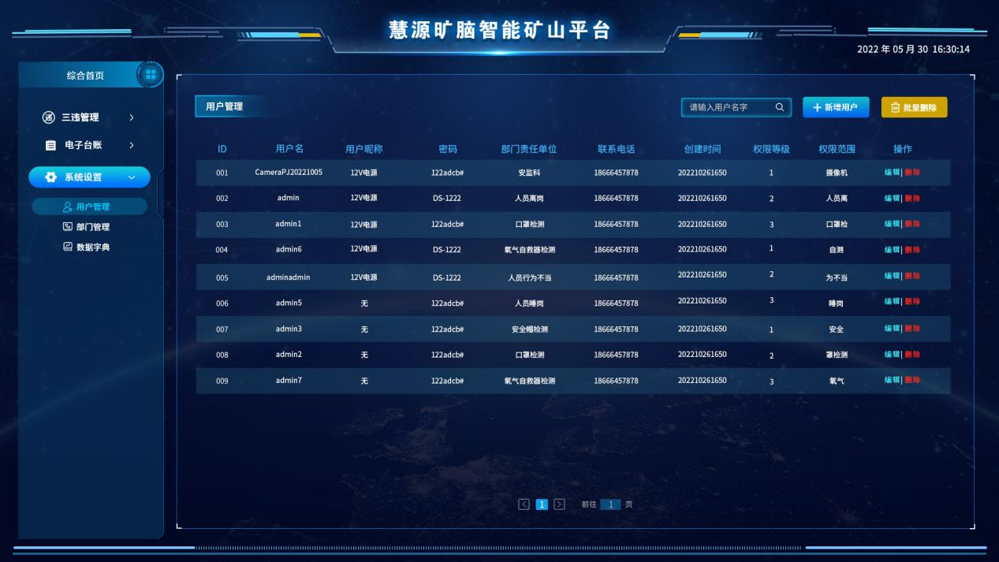 慧源旷脑智能矿山平台
2022 年 05 月 30 16:30:14
综合首页
三违管理
电子台账
系统设置
用户管理
部门管理
数据字典
用户管理
请输入用户名字
新增用户
批量删除
ID 用户名 用户昵称 密码 部门责任单位 联系电话 创建时间 权限等级 权限范围 操作
001 CameraPJ20221005 12V电源 122adcb# 安监科 18666457878 202210261650 1 摄像机 编辑| 删除
002 admin 12V电源 DS-1222 人员离岗 18666457878 202210261650 2 人员离 编辑| 删除
003 admin1 12V电源 122adcb# 口罩检测 18666457878 202210261650 3 口罩检 编辑| 删除
004 admin6 12V电源 DS-1222 氧气自救器检测 18666457878 202210261650 1 自测 编辑| 删除
005 adminadmin 12V电源 DS-1222 人员行为不当 18666457878 202210261650 2 为不当 编辑| 删除
006 admin5 无 122adcb# 人员睡岗 18666457878 202210261650 3 睡岗 编辑| 删除
007 admin3 无 122adcb# 安全帽检测 18666457878 202210261650 1 安全 编辑| 删除
008 admin2 无 122adcb# 口罩检测 18666457878 202210261650 2 罩检测 编辑| 删除
009 admin7 无 122adcb# 氧气自救器检测 18666457878 202210261650 3 氧气 编辑| 删除
< 1 > 前往 1 页